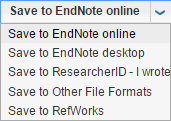 Save to EndNote online
Save to EndNote online
Save to EndNote desktop
Save to ResearcherID - I wrote
Save to Other File Formats
Save to RefWorks